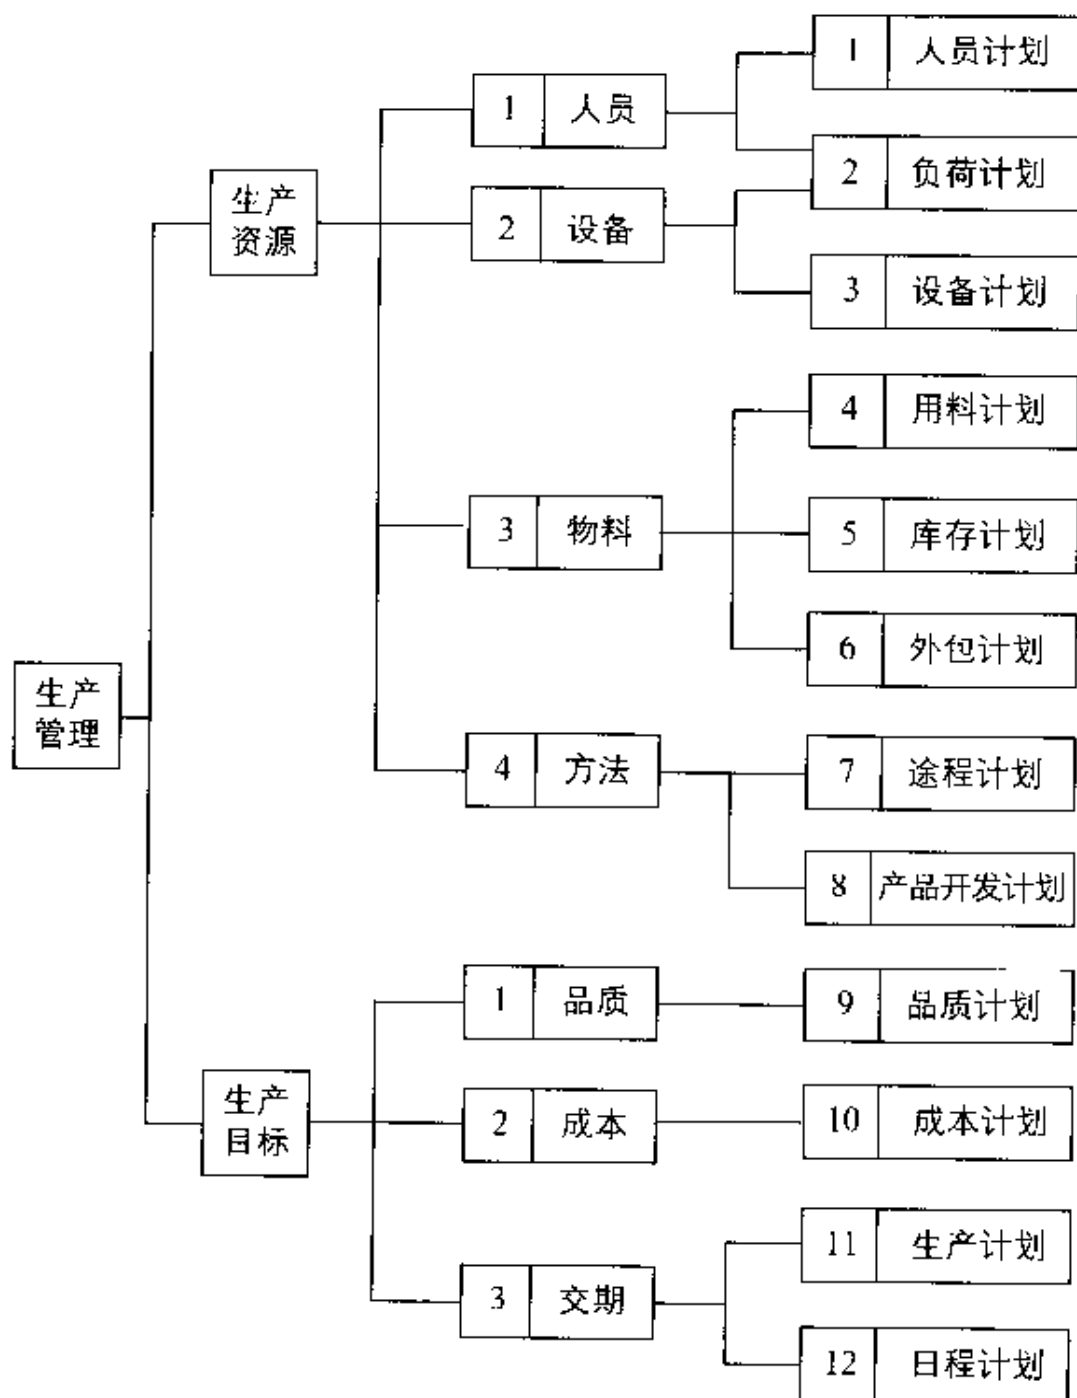 1 人员计划
1 人员
2 负荷计划
生产
资源
2 设备
3 设备计划
4 用料计划
3 物料
5 库存计划
6 外包计划
生产
管理
4 方法
7 途程计划
8 产品开发计划
1 品质
9 品质计划
生产
目标
2 成本
10 成本计划
11 生产计划
3 交期
12 日程计划